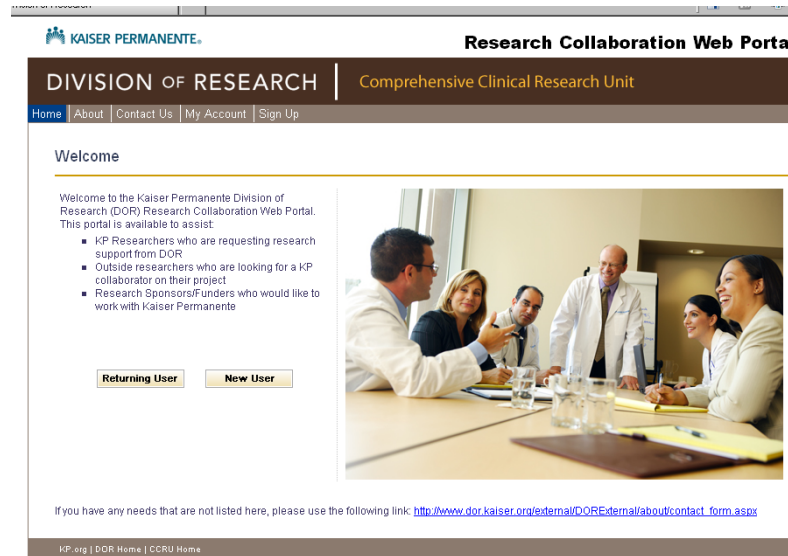 KAISER PERMANENTE®
Research Collaboration Web Porta
DIVISION OF RESEARCH
Comprehensive Clinical Research Unit
Home About Contact Us My Account Sign Up
Welcome
Welcome to the Kaiser Permanente Division of
Research (DOR) Research Collaboration Web Portal.
This portal is available to assist:
KP Researchers who are requesting research
support from DOR
Outside researchers who are looking for a KP
collaborator on their project
Research Sponsors/Funders who would like to
work with Kaiser Permanente
Returning User
New User
If you have any needs that are not listed here, please use the following link: http://www.dor.kaiser.org/external/DORExternal/about/contact_form.aspx
KP.org | DOR Home | CCRU Home